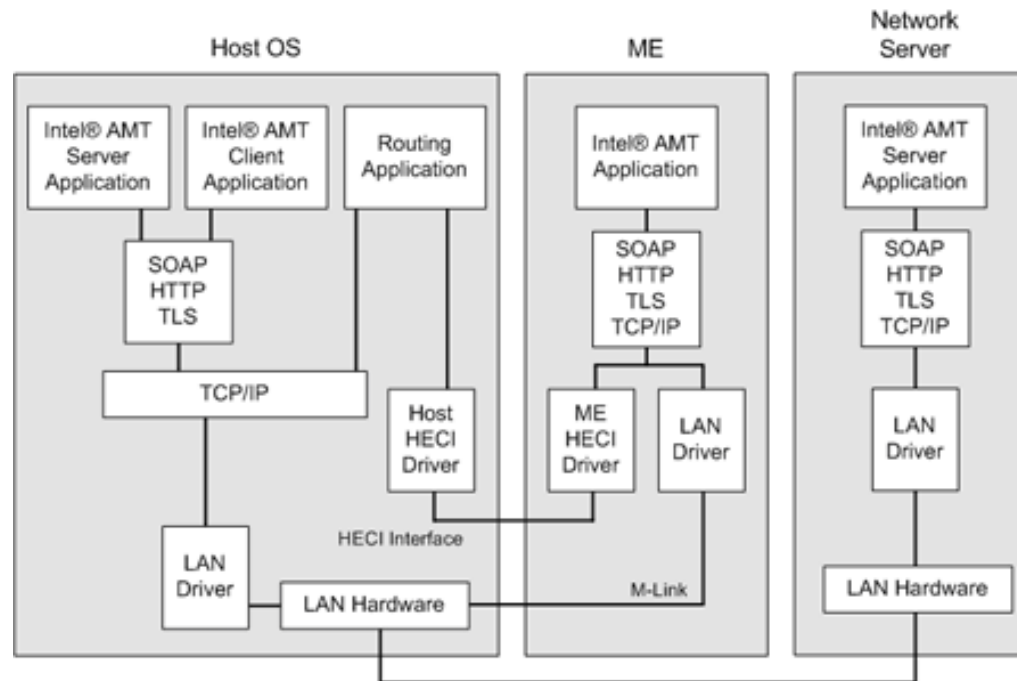 Host OS
ME
Network
Server
Intel® AMT
Server
Application
Intel® AMT
Client
Application
Routing
Application
SOAP
HTTP
TLS
TCP/IP
Host
HECI
Driver
LAN
Driver
LAN Hardware
HECI Interface
Intel® AMT
Application
SOAP
HTTP
TLS
TCP/IP
ME
HECI
Driver
LAN
Driver
M-Link
Intel® AMT
Server
Application
SOAP
HTTP
TLS
TCP/IP
LAN
Driver
LAN Hardware